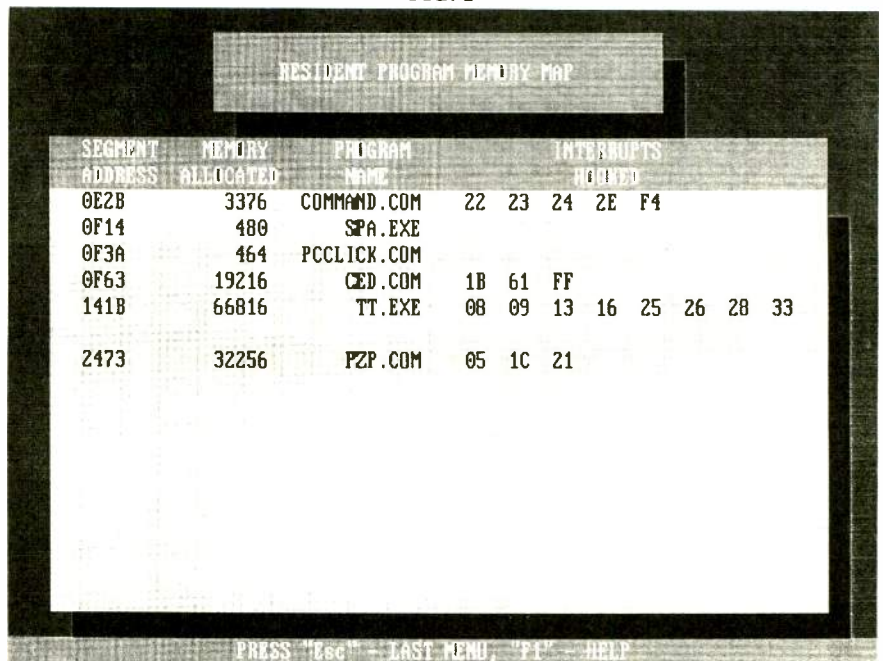 RESIDENT PROGRAM MEMORY MAP
SEGMENT MEMORY PROGRAM INTERRUPTS
ADDRESS ALLOCATED NAME HOOKED
0E2B 3376 COMMAND.COM 22 23 24 2E F4
0F14 480 SPA.EXE
0F3A 464 PCCLICK.COM
0F63 19216 CED.COM 1B 61 FF
141B 66816 TT.EXE 08 09 13 16 25 26 28 33
2473 32256 PZP.COM 05 1C 21
PRESS "Esc" - LAST MENU, "F1" - HELP